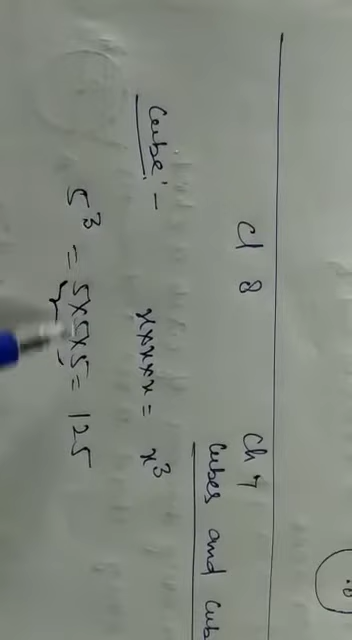 Cl 8 Ch 7
Cubes and Cub
Cube :- x × x × x = x³
5³ = 5×5×5 = 125